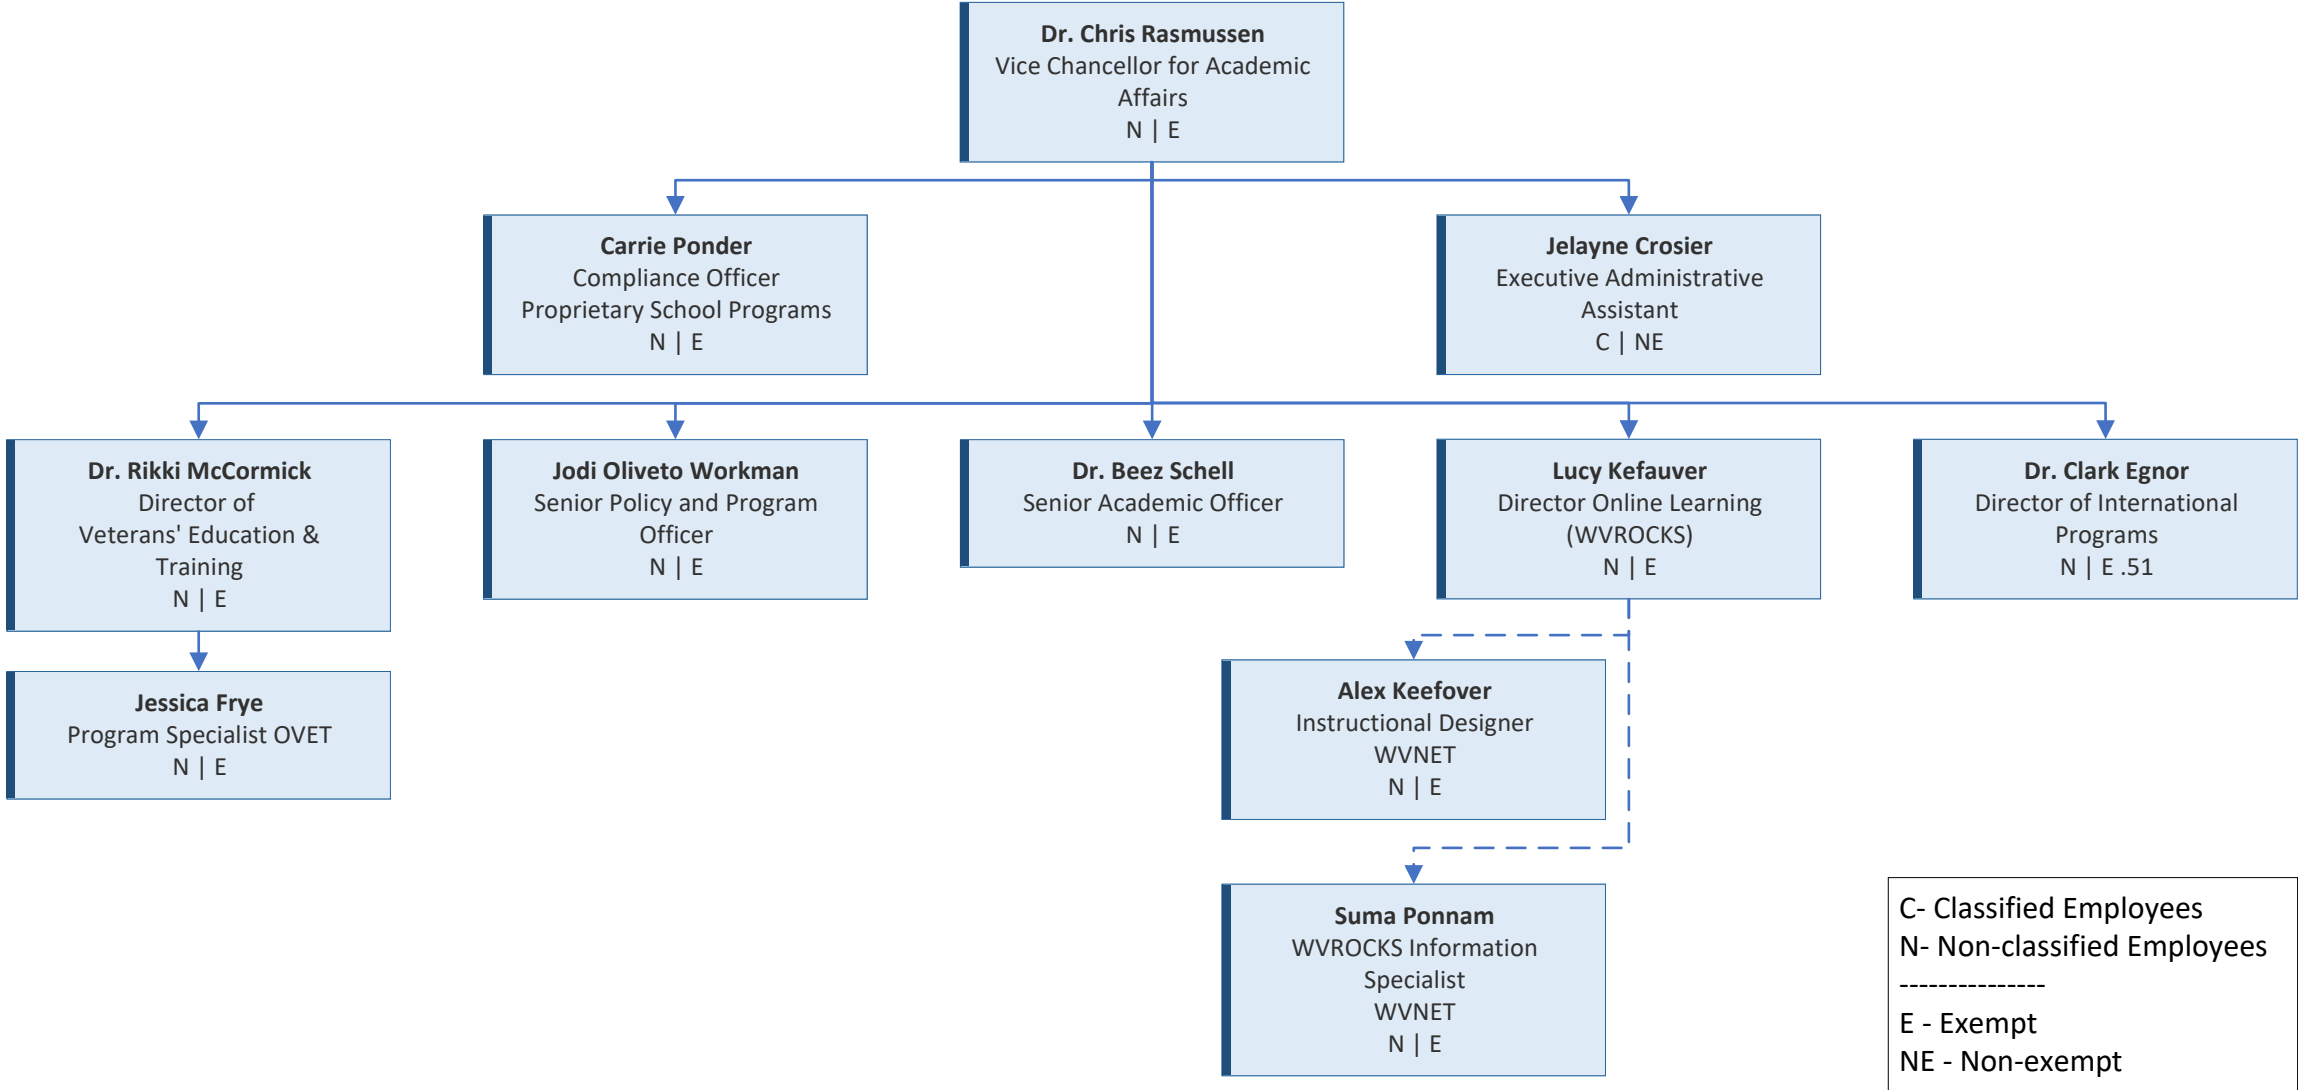 Dr. Chris Rasmussen
Vice Chancellor for Academic
Affairs
N | E
Carrie Ponder
Compliance Officer
Proprietary School Programs
N | E
Jelayne Crosier
Executive Administrative
Assistant
C | NE
Dr. Rikki McCormick
Director of
Veterans' Education &
Training
N | E
Jodi Oliveto Workman
Senior Policy and Program
Officer
N | E
Dr. Beez Schell
Senior Academic Officer
N | E
Lucy Kefauver
Director Online Learning
(WVROCKS)
N | E
Dr. Clark Egnor
Director of International
Programs
N | E .51
Jessica Frye
Program Specialist OVET
N | E
Alex Keefover
Instructional Designer
WVNET
N | E
Suma Ponnam
WVROCKS Information
Specialist
WVNET
N | E
C- Classified Employees
N- Non-classified Employees
---------------
E - Exempt
NE - Non-exempt